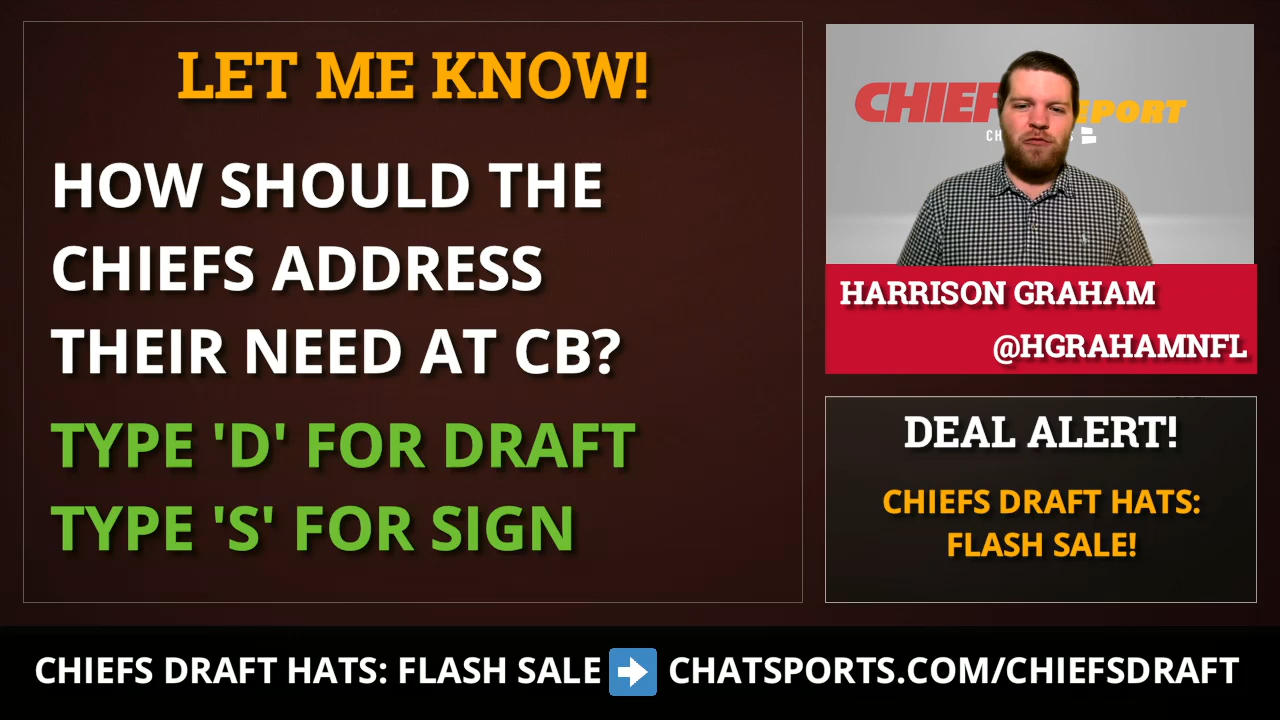 LET ME KNOW!
HOW SHOULD THE
CHIEFS ADDRESS
THEIR NEED AT CB?
TYPE 'D' FOR DRAFT
TYPE 'S' FOR SIGN
HARRISON GRAHAM
@HGRAHAMNFL
DEAL ALERT!
CHIEFS DRAFT HATS:
FLASH SALE!
CHIEFS DRAFT HATS: FLASH SALE ➡ CHATSPORTS.COM/CHIEFSDRAFT